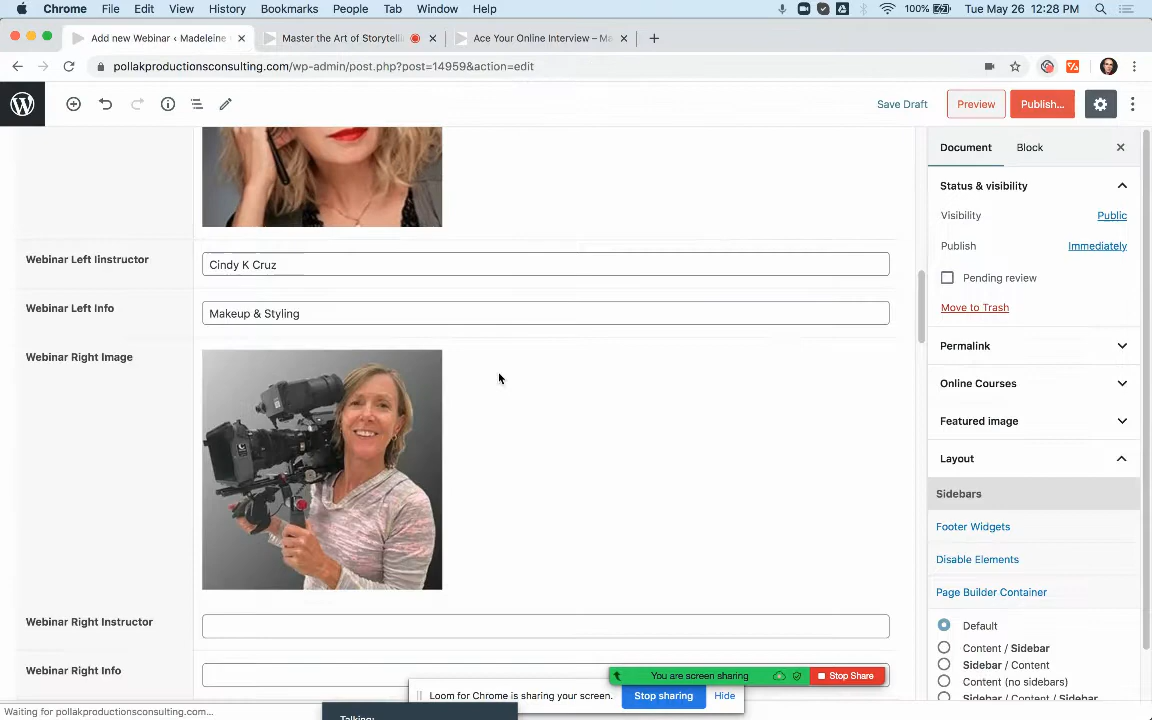 Chrome File Edit View History Bookmarks People Tab Window Help 100% Tue May 26 12:28 PM
Add new Webinar ‹ Madeleine
Master the Art of Storytelli
Ace Your Online Interview – Ma
pollakproductionsconsulting.com/wp-admin/post.php?post=14959&action=edit
Save Draft
Preview
Publish...
Document
Block
Status & visibility
Visibility
Public
Publish
Immediately
Pending review
Move to Trash
Permalink
Online Courses
Featured image
Layout
Sidebars
Footer Widgets
Disable Elements
Page Builder Container
Default
Content / Sidebar
Sidebar / Content
Content (no sidebars)
Sidebar / Content / Sidebar
Webinar Left Iinstructor
Cindy K Cruz
Webinar Left Info
Makeup & Styling
Webinar Right Image
Webinar Right Instructor
Webinar Right Info
You are screen sharing
Stop Share
Loom for Chrome is sharing your screen.
Stop sharing
Hide
Waiting for pollakproductionsconsulting.com...
Talking: